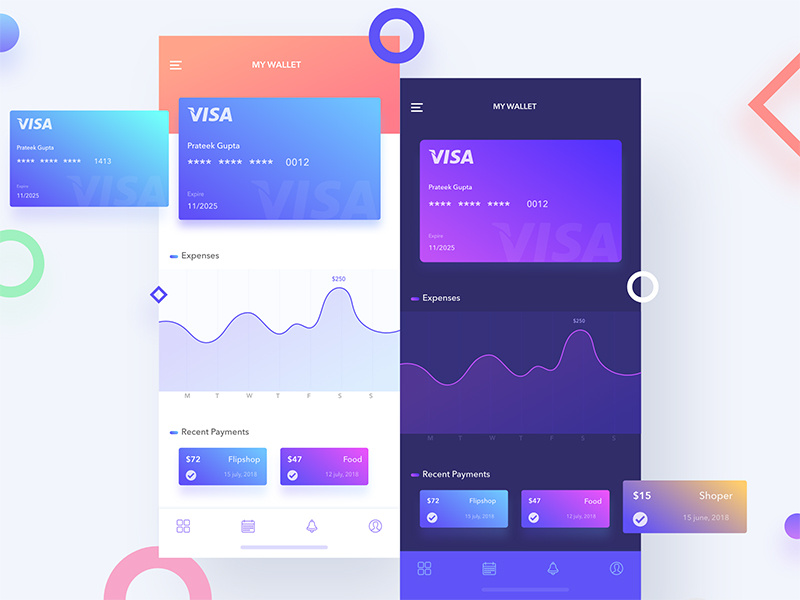 VISA
Prateek Gupta
**** **** **** 1413
Expire
11/2025
VISA
MY WALLET
VISA
Prateek Gupta
**** **** **** 0012
Expire
11/2025
VISA
Expenses
$250
M T W T F S S
Recent Payments
$72 Flipshop
15 july, 2018
$47 Food
12 july, 2018
MY WALLET
VISA
Prateek Gupta
**** **** **** 0012
Expire
11/2025
VISA
Expenses
$250
M T W T F S S
Recent Payments
$72 Flipshop
15 july, 2018
$47 Food
12 july, 2018
$15 Shoper
15 june, 2018